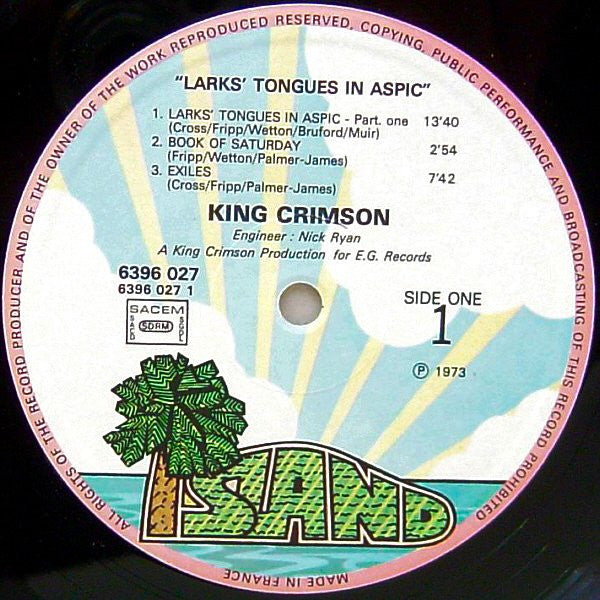 ALL RIGHTS OF THE RECORD PRODUCER AND OF THE OWNER OF THE WORK REPRODUCED RESERVED, COPYING, PUBLIC PERFORMANCE AND BROADCASTING OF THIS RECORD PROHIBITED
"LARKS' TONGUES IN ASPIC"
1. LARKS' TONGUES IN ASPIC - Part. one 13'40
(Cross/Fripp/Wetton/Bruford/Muir)
2. BOOK OF SATURDAY 2'54
(Fripp/Wetton/Palmer-James)
3. EXILES 7'42
(Cross/Fripp/Palmer-James)
KING CRIMSON
Engineer : Nick Ryan
A King Crimson Production for E.G. Records
6396 027
6396 027 1
SACEM
SACD
SDRM
SGDL
SIDE ONE
1
Ⓟ 1973
ISLAND
MADE IN FRANCE